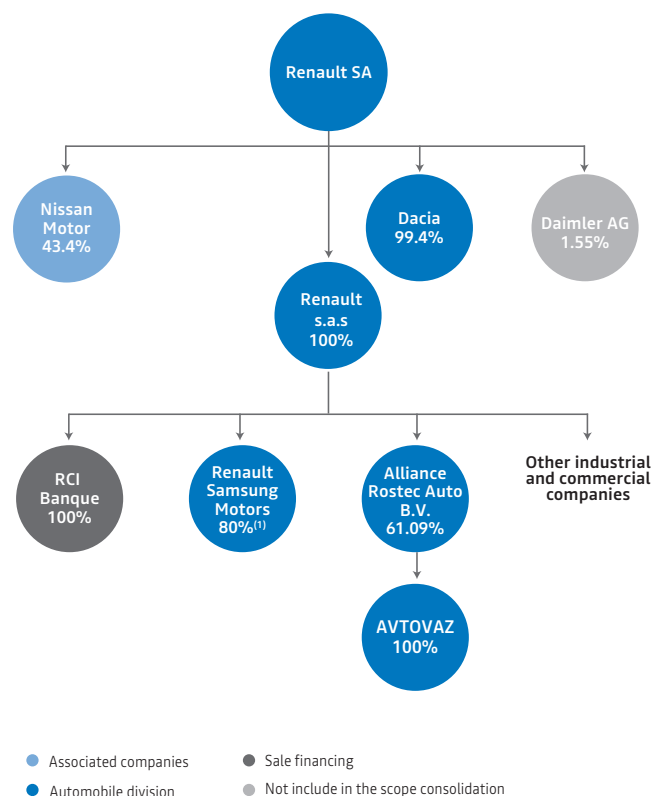 Renault SA
Nissan
Motor
43.4%
Dacia
99.4%
Daimler AG
1.55%
Renault
s.a.s
100%
RCI
Banque
100%
Renault
Samsung
Motors
80%(1)
Alliance
Rostec Auto
B.V.
61.09%
Other industrial
and commercial
companies
AVTOVAZ
100%
Associated companies
Sale financing
Automobile division
Not include in the scope consolidation